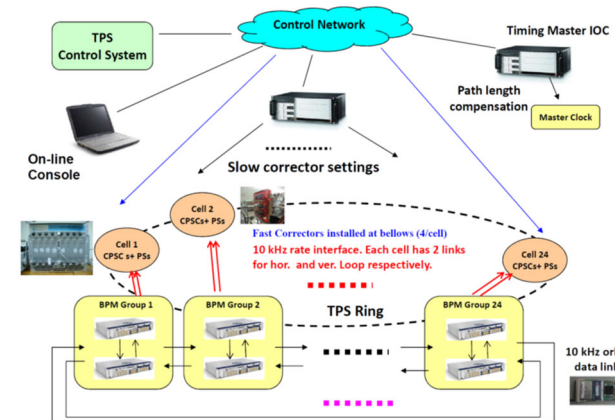 Control Network
TPS
Control System
Timing Master IOC
Path length
compensation
Master Clock
On-line
Console
Slow corrector settings
Cell 1
CPSC s+ PSs
Cell 2
CPSCs+ PSs
Fast Correctors installed at bellows (4/cell)
10 kHz rate interface. Each cell has 2 links
for hor. and ver. Loop respectively.
Cell 24
CPSCs+ PSs
BPM Group 1
BPM Group 2
TPS Ring
BPM Group 24
10 kHz orl
data link